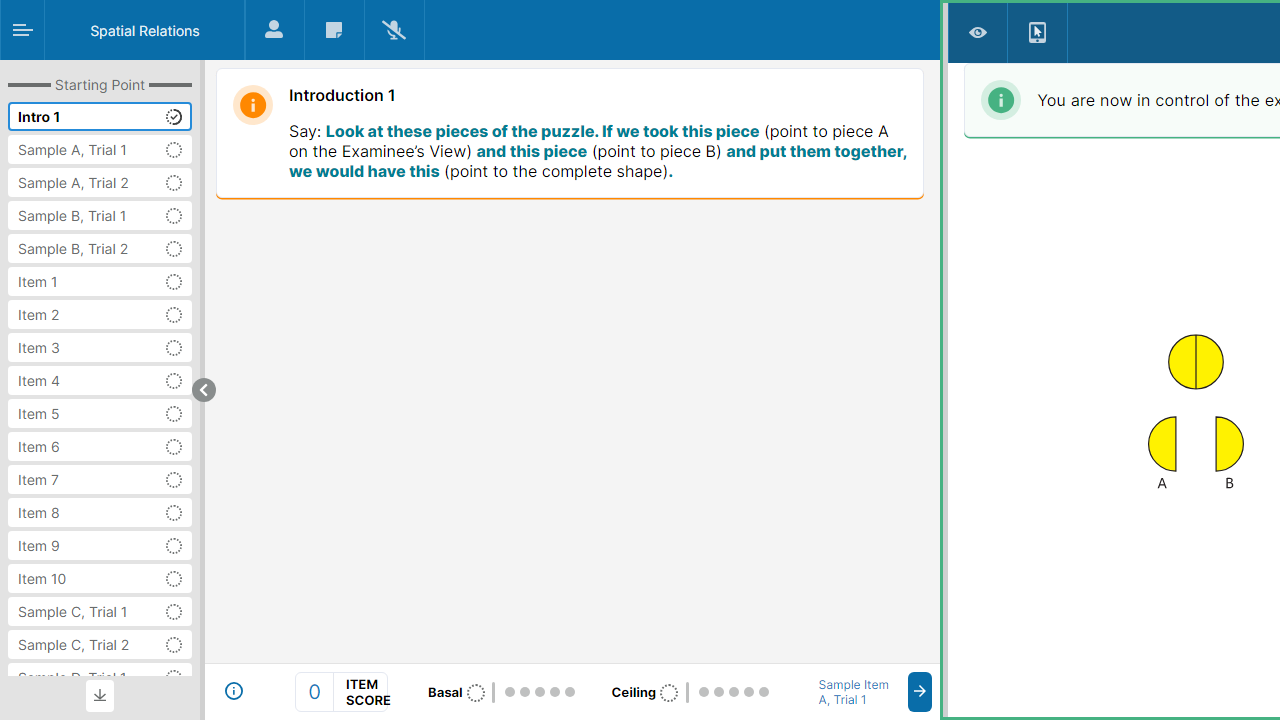 Spatial Relations
Starting Point
Intro 1
Sample A, Trial 1
Sample A, Trial 2
Sample B, Trial 1
Sample B, Trial 2
Item 1
Item 2
Item 3
Item 4
Item 5
Item 6
Item 7
Item 8
Item 9
Item 10
Sample C, Trial 1
Sample C, Trial 2
Introduction 1
Say: Look at these pieces of the puzzle. If we took this piece (point to piece A
on the Examinee’s View) and this piece (point to piece B) and put them together,
we would have this (point to the complete shape).
0
ITEM
SCORE
Basal
Ceiling
Sample Item
A, Trial 1
You are now in control of the ex
A
B